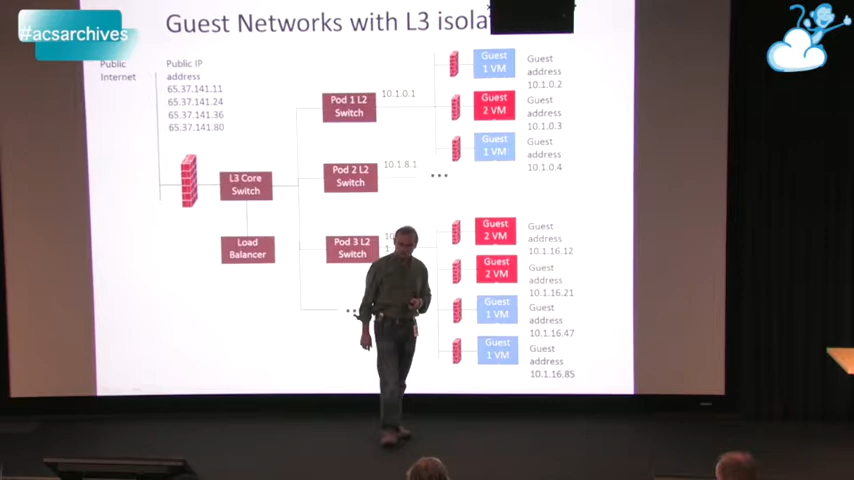 #acsarchives
Guest Networks with L3
Public
Internet
Public IP
address
65.37.141.11
65.37.141.24
65.37.141.36
65.37.141.80
L3 Core
Switch
Load
Balancer
Pod 1 L2
Switch
10.1.0.1
Pod 2 L2
Switch
10.1.8.1
...
Pod 3 L2
Switch
Guest
1 VM
Guest
address
10.1.0.2
Guest
2 VM
Guest
address
10.1.0.3
Guest
1 VM
Guest
address
10.1.0.4
...
Guest
2 VM
Guest
address
10.1.16.12
Guest
2 VM
Guest
address
10.1.16.21
Guest
1 VM
Guest
address
10.1.16.47
Guest
1 VM
Guest
address
10.1.16.85